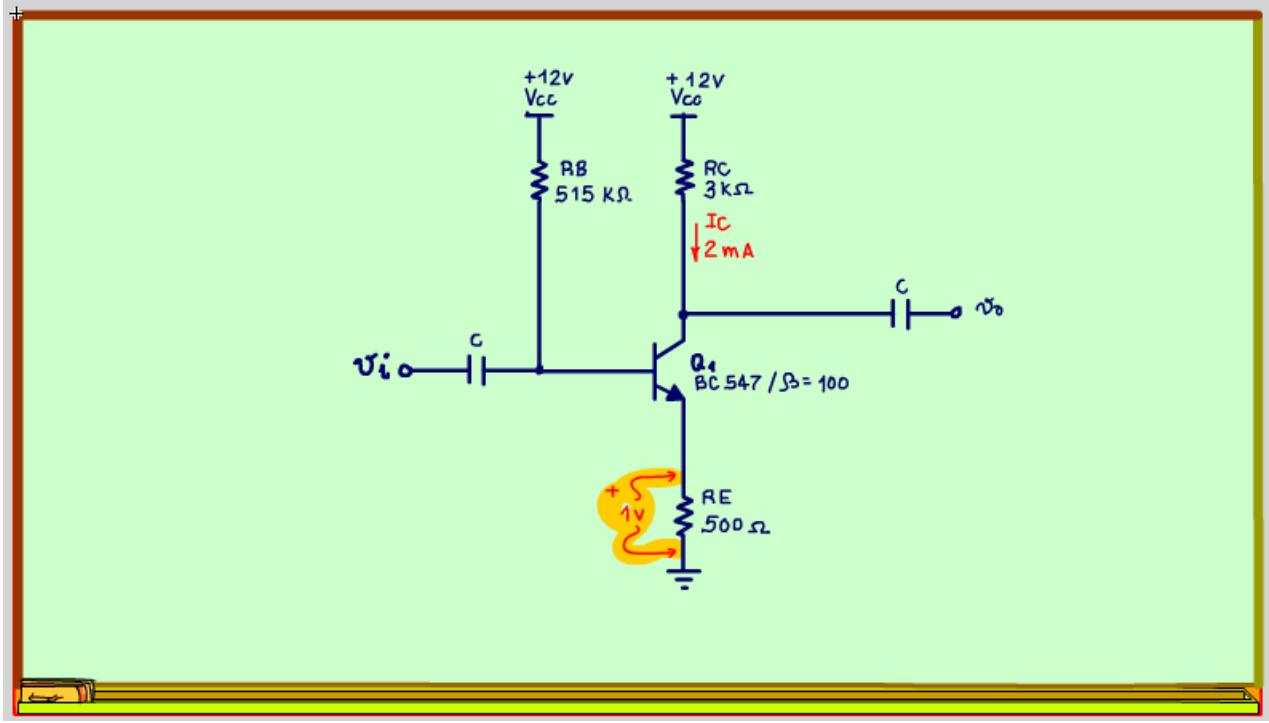 +12V
VCC
+12V
VCC
RB
515 KΩ
RC
3KΩ
IC
2mA
C
vo
C
vi
Q1
BC547/β=100
+
1V
RE
500Ω